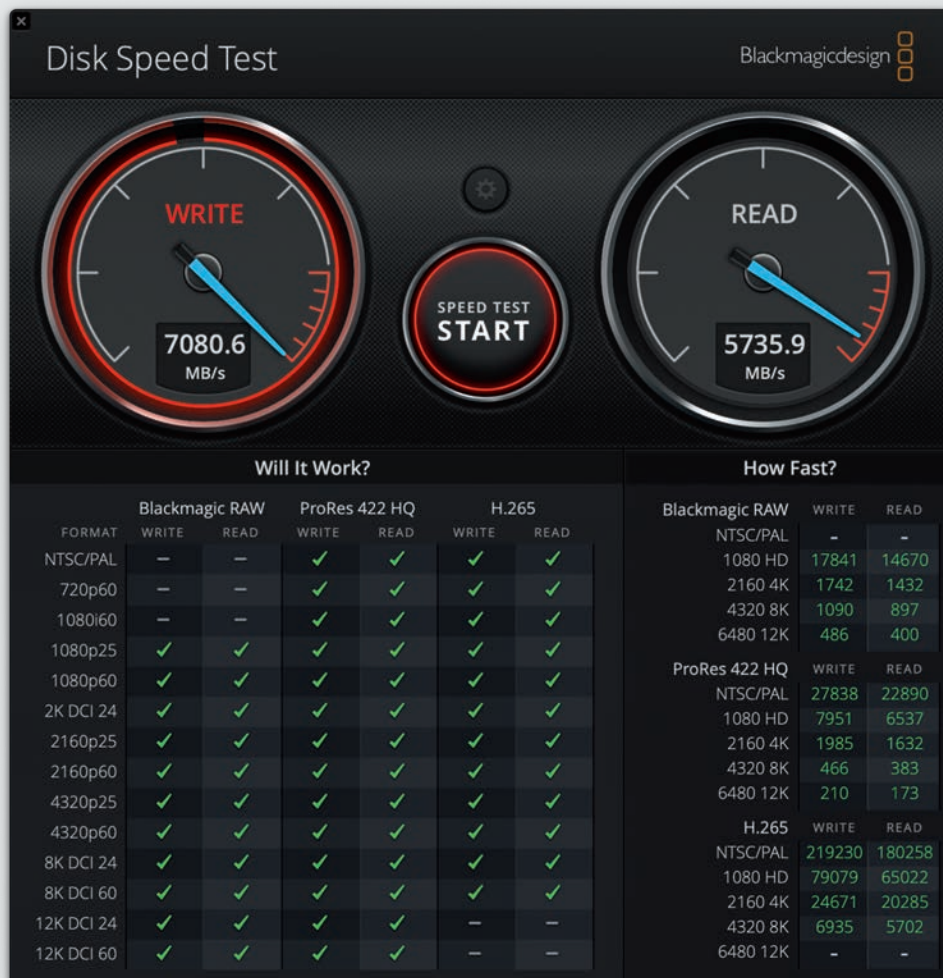 Disk Speed Test
Blackmagicdesign
WRITE
7080.6
MB/s
SPEED TEST
START
READ
5735.9
MB/s
Will It Work?
Blackmagic RAW ProRes 422 HQ H.265
FORMAT WRITE READ WRITE READ WRITE READ
NTSC/PAL – – ✓ ✓ ✓ ✓
720p60 – – ✓ ✓ ✓ ✓
1080i60 – – ✓ ✓ ✓ ✓
1080p25 ✓ ✓ ✓ ✓ ✓ ✓
1080p60 ✓ ✓ ✓ ✓ ✓ ✓
2K DCI 24 ✓ ✓ ✓ ✓ ✓ ✓
2160p25 ✓ ✓ ✓ ✓ ✓ ✓
2160p60 ✓ ✓ ✓ ✓ ✓ ✓
4320p25 ✓ ✓ ✓ ✓ ✓ ✓
4320p60 ✓ ✓ ✓ ✓ ✓ ✓
8K DCI 24 ✓ ✓ ✓ ✓ ✓ ✓
8K DCI 60 ✓ ✓ ✓ ✓ ✓ ✓
12K DCI 24 ✓ ✓ ✓ ✓ – –
12K DCI 60 ✓ ✓ ✓ ✓ – –
How Fast?
Blackmagic RAW WRITE READ
NTSC/PAL - -
1080 HD 17841 14670
2160 4K 1742 1432
4320 8K 1090 897
6480 12K 486 400
ProRes 422 HQ WRITE READ
NTSC/PAL 27838 22890
1080 HD 7951 6537
2160 4K 1985 1632
4320 8K 466 383
6480 12K 210 173
H.265 WRITE READ
NTSC/PAL 219230 180258
1080 HD 79079 65022
2160 4K 24671 20285
4320 8K 6935 5702
6480 12K - -